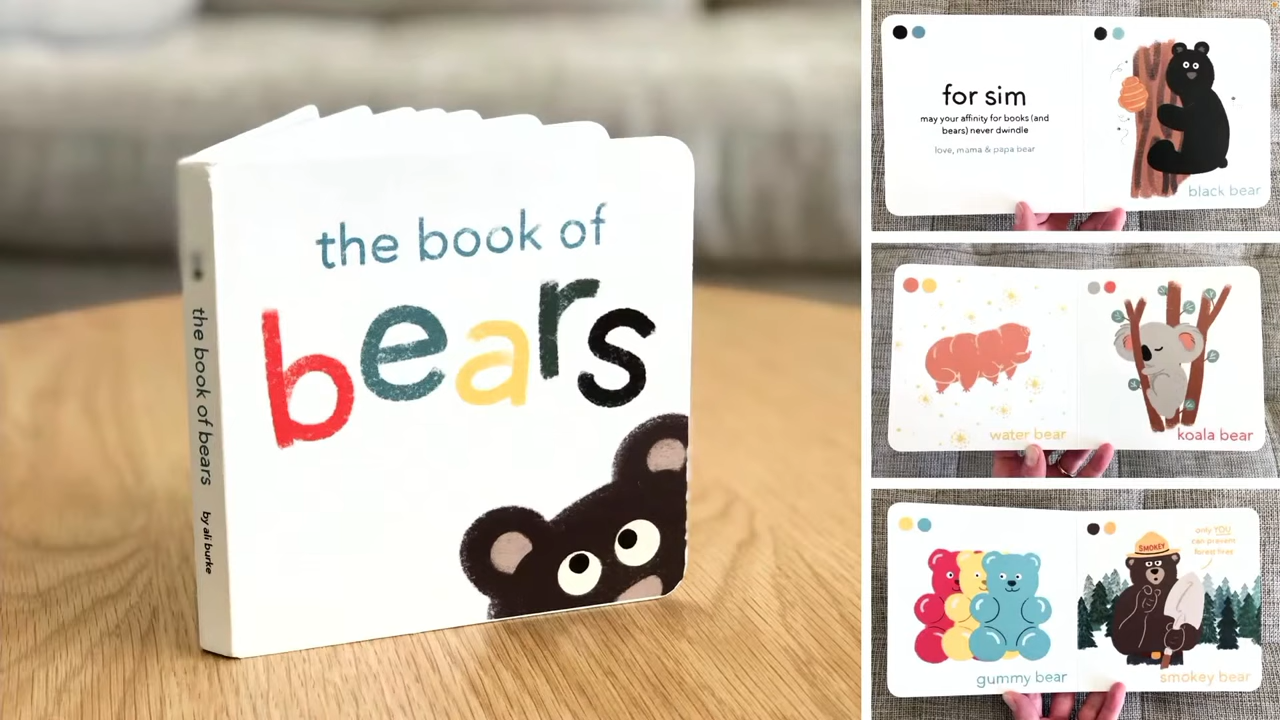 the book of
bears
the book of bears by ali burke
for sim
may your affinity for books (and
bears) never dwindle
love, mama & papa bear
black bear
water bear
koala bear
gummy bear
SMOKEY
only YOU
can prevent
forest fires
smokey bear